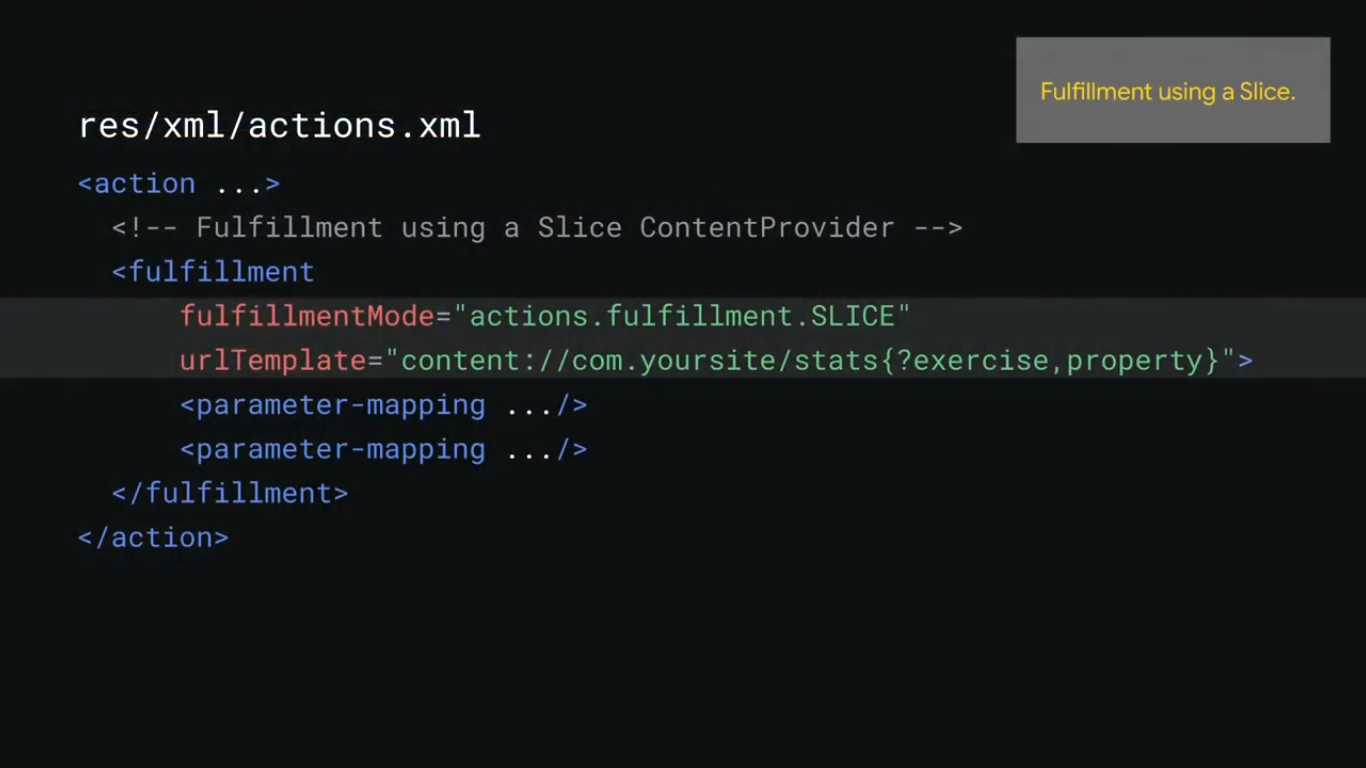 Fulfillment using a Slice.
res/xml/actions.xml
<action ...>
<!-- Fulfillment using a Slice ContentProvider -->
<fulfillment
fulfillmentMode="actions.fulfillment.SLICE"
urlTemplate="content://com.yoursite/stats{?exercise,property}">
<parameter-mapping .../>
<parameter-mapping .../>
</fulfillment>
</action>